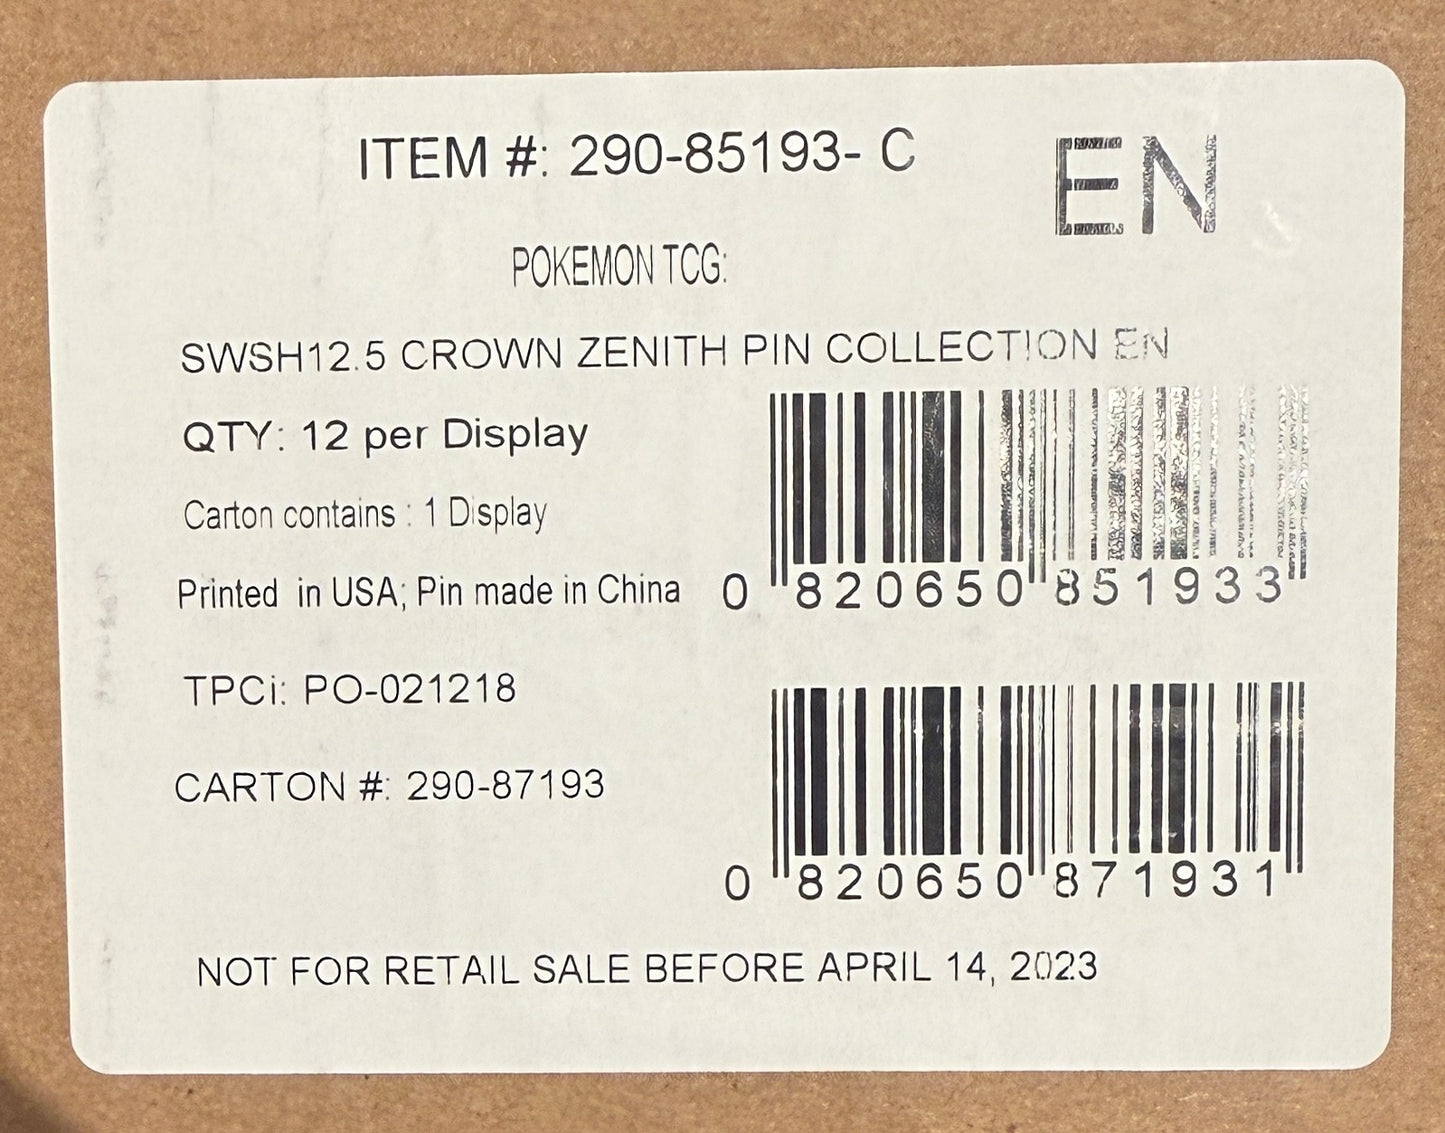 ITEM #: 290-85193- C
EN
POKEMON TCG:
SWSH12.5 CROWN ZENITH PIN COLLECTION EN
QTY: 12 per Display
Carton contains : 1 Display
Printed in USA; Pin made in China
0 820650 851933
TPCi: PO-021218
CARTON #: 290-87193
0 820650 871931
NOT FOR RETAIL SALE BEFORE APRIL 14, 2023